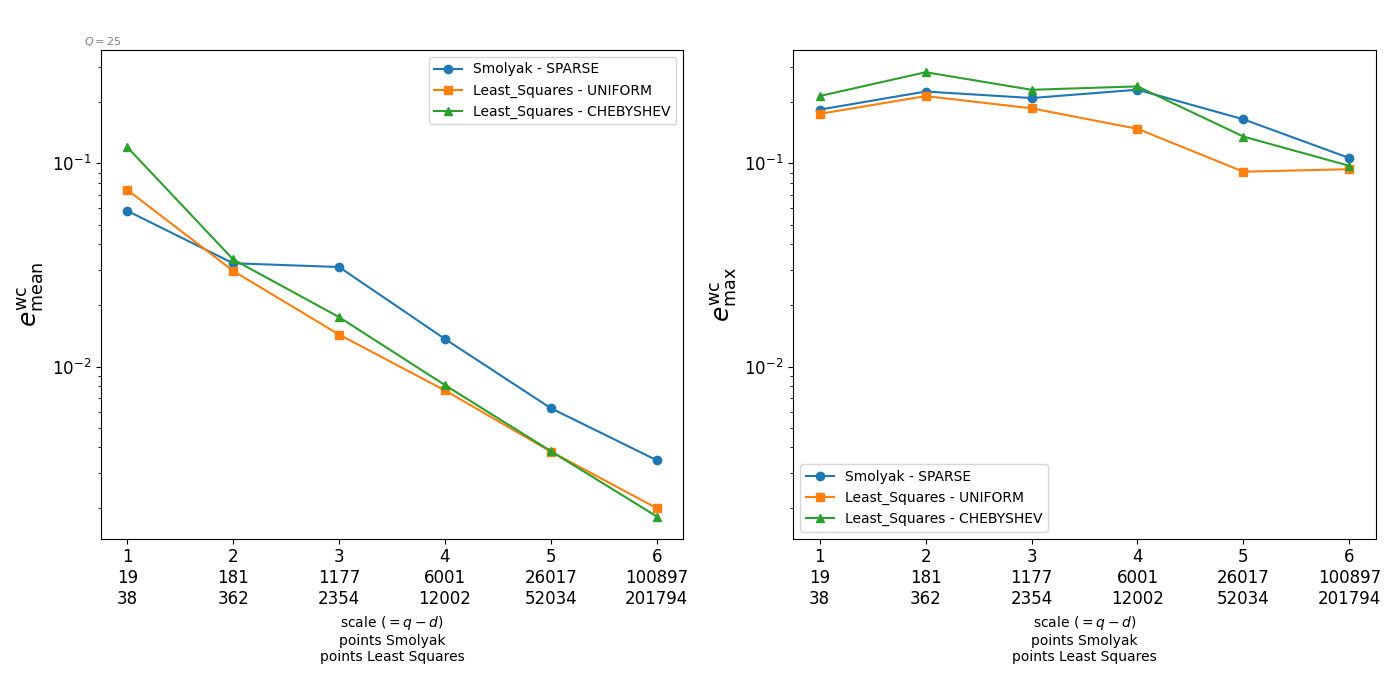 Q = 25
Smolyak - SPARSE
Least_Squares - UNIFORM
Least_Squares - CHEBYSHEV
10⁻¹
10⁻²
e^wc_mean
1 2 3 4 5 6
19 181 1177 6001 26017 100897
38 362 2354 12002 52034 201794
scale (= q − d)
points Smolyak
points Least Squares
10⁻¹
10⁻²
e^wc_max
Smolyak - SPARSE
Least_Squares - UNIFORM
Least_Squares - CHEBYSHEV
1 2 3 4 5 6
19 181 1177 6001 26017 100897
38 362 2354 12002 52034 201794
scale (= q − d)
points Smolyak
points Least Squares